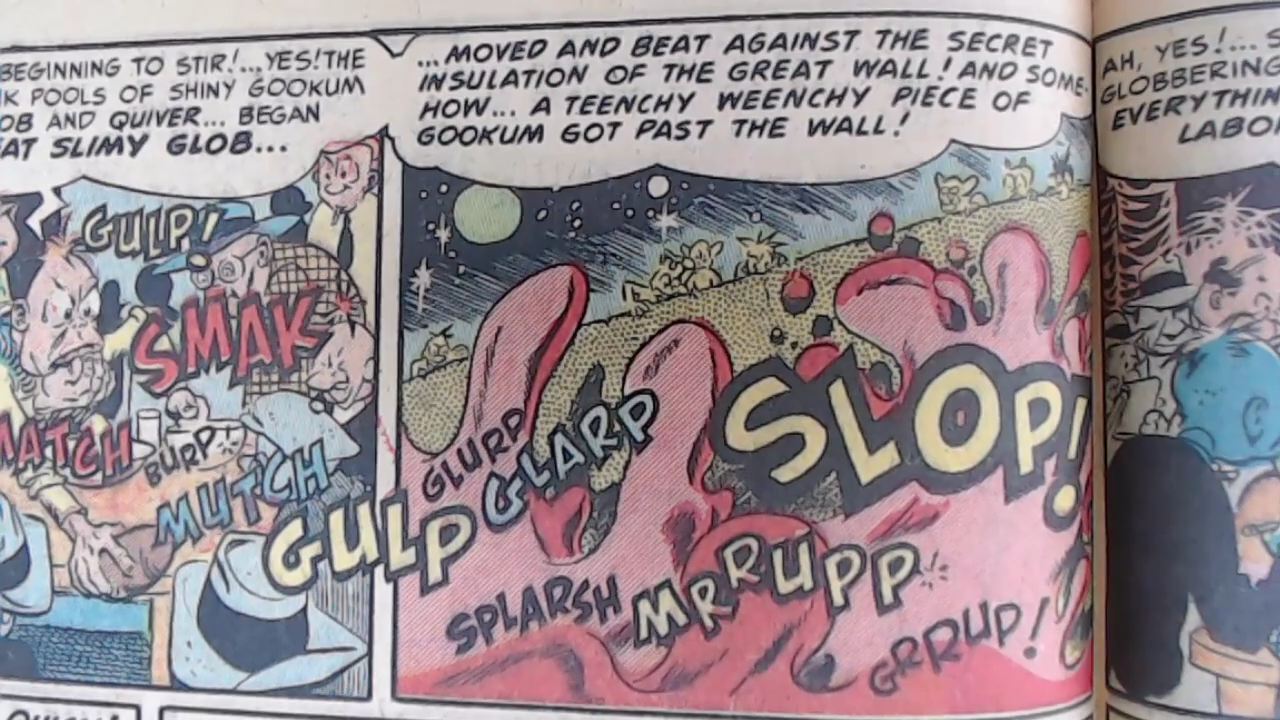 BEGINNING TO STIR!...YES! THE
K POOLS OF SHINY GOOKUM
OB AND QUIVER... BEGAN
AT SLIMY GLOB...
GULP!
SMAK
MATCH
BURP
MUTCH
...MOVED AND BEAT AGAINST THE SECRET
INSULATION OF THE GREAT WALL! AND SOME-
HOW... A TEENCHY WEENCHY PIECE OF
GOOKUM GOT PAST THE WALL!
GULP
GLURP
GLARP
SLOP!
SPLARSH
MRRUPP
GRRUP!
AH, YES!... S
GLOBBERING
EVERYTHIN
LABO